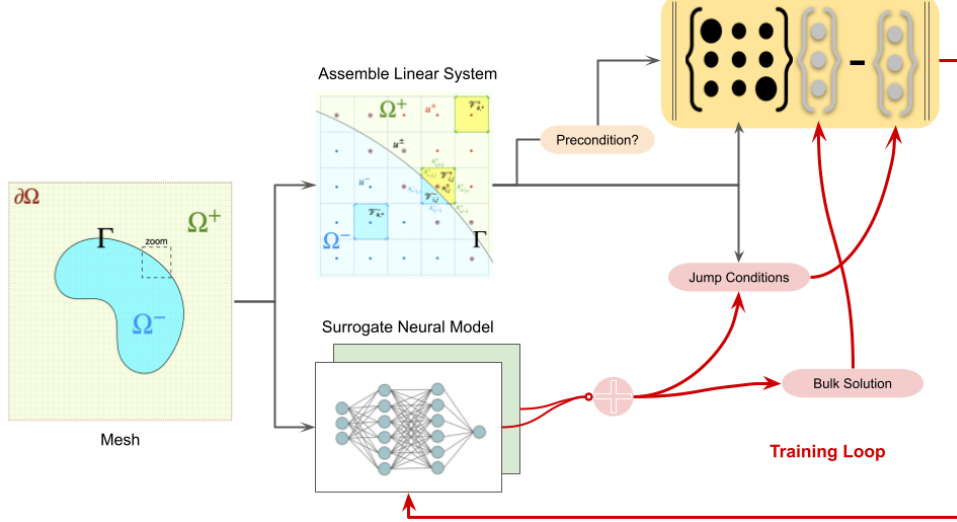 Assemble Linear System
Ω⁺
u⁺
u±
u⁻
Ω⁻
Γ
Precondition?
∂Ω
Ω⁺
Γ
zoom
Ω⁻
Mesh
Jump Conditions
Surrogate Neural Model
Bulk Solution
Training Loop